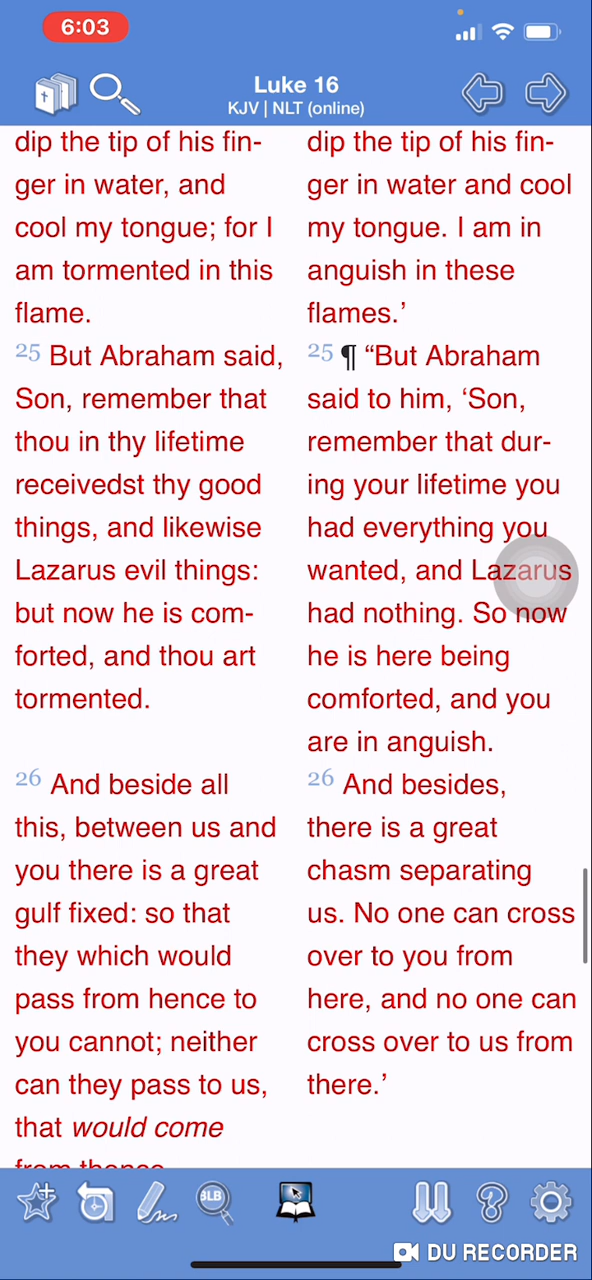 6:03
Luke 16
KJV | NLT (online)
dip the tip of his fin-
ger in water, and
cool my tongue; for I
am tormented in this
flame.
25 But Abraham said,
Son, remember that
thou in thy lifetime
receivedst thy good
things, and likewise
Lazarus evil things:
but now he is com-
forted, and thou art
tormented.
26 And beside all
this, between us and
you there is a great
gulf fixed: so that
they which would
pass from hence to
you cannot; neither
can they pass to us,
that would come
from thence
dip the tip of his fin-
ger in water and cool
my tongue. I am in
anguish in these
flames.’
25 ¶ “But Abraham
said to him, ‘Son,
remember that dur-
ing your lifetime you
had everything you
wanted, and Lazarus
had nothing. So now
he is here being
comforted, and you
are in anguish.
26 And besides,
there is a great
chasm separating
us. No one can cross
over to you from
here, and no one can
cross over to us from
there.’
BLB
DU RECORDER